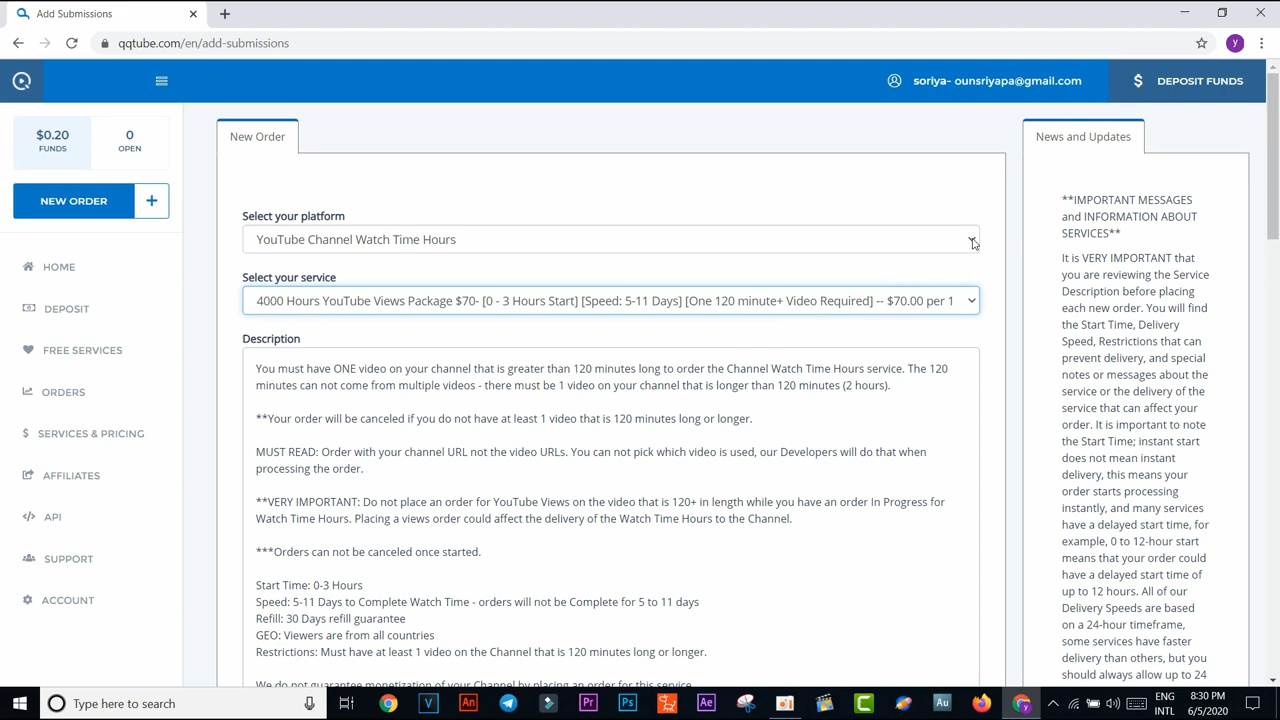 Add Submissions
qqtube.com/en/add-submissions
y
soriya- ounsriyapa@gmail.com
$ DEPOSIT FUNDS
$0.20
FUNDS
0
OPEN
NEW ORDER
+
HOME
DEPOSIT
FREE SERVICES
ORDERS
$ SERVICES & PRICING
AFFILIATES
</> API
SUPPORT
ACCOUNT
New Order
Select your platform
YouTube Channel Watch Time Hours
Select your service
4000 Hours YouTube Views Package $70- [0 - 3 Hours Start] [Speed: 5-11 Days] [One 120 minute+ Video Required] -- $70.00 per 1
Description
You must have ONE video on your channel that is greater than 120 minutes long to order the Channel Watch Time Hours service. The 120
minutes can not come from multiple videos - there must be 1 video on your channel that is longer than 120 minutes (2 hours).
**Your order will be canceled if you do not have at least 1 video that is 120 minutes long or longer.
MUST READ: Order with your channel URL not the video URLs. You can not pick which video is used, our Developers will do that when
processing the order.
**VERY IMPORTANT: Do not place an order for YouTube Views on the video that is 120+ in length while you have an order In Progress for
Watch Time Hours. Placing a views order could affect the delivery of the Watch Time Hours to the Channel.
***Orders can not be canceled once started.
Start Time: 0-3 Hours
Speed: 5-11 Days to Complete Watch Time - orders will not be Complete for 5 to 11 days
Refill: 30 Days refill guarantee
GEO: Viewers are from all countries
Restrictions: Must have at least 1 video on the Channel that is 120 minutes long or longer.
We do not guarantee monetization of your Channel by placing an order for this service
News and Updates
**IMPORTANT MESSAGES
and INFORMATION ABOUT
SERVICES**
It is VERY IMPORTANT that
you are reviewing the Service
Description before placing
each new order. You will find
the Start Time, Delivery
Speed, Restrictions that can
prevent delivery, and special
notes or messages about the
service or the delivery of the
service that can affect your
order. It is important to note
the Start Time; instant start
does not mean instant
delivery, this means your
order starts processing
instantly, and many services
have a delayed start time, for
example, 0 to 12-hour start
means that your order could
have a delayed start time of
up to 12 hours. All of our
Delivery Speeds are based
on a 24-hour timeframe,
some services have faster
delivery than others, but you
should always allow up to 24
Type here to search
V
An
Pr
Ps
Ae
C
Au
ENG
INTL
8:30 PM
6/5/2020